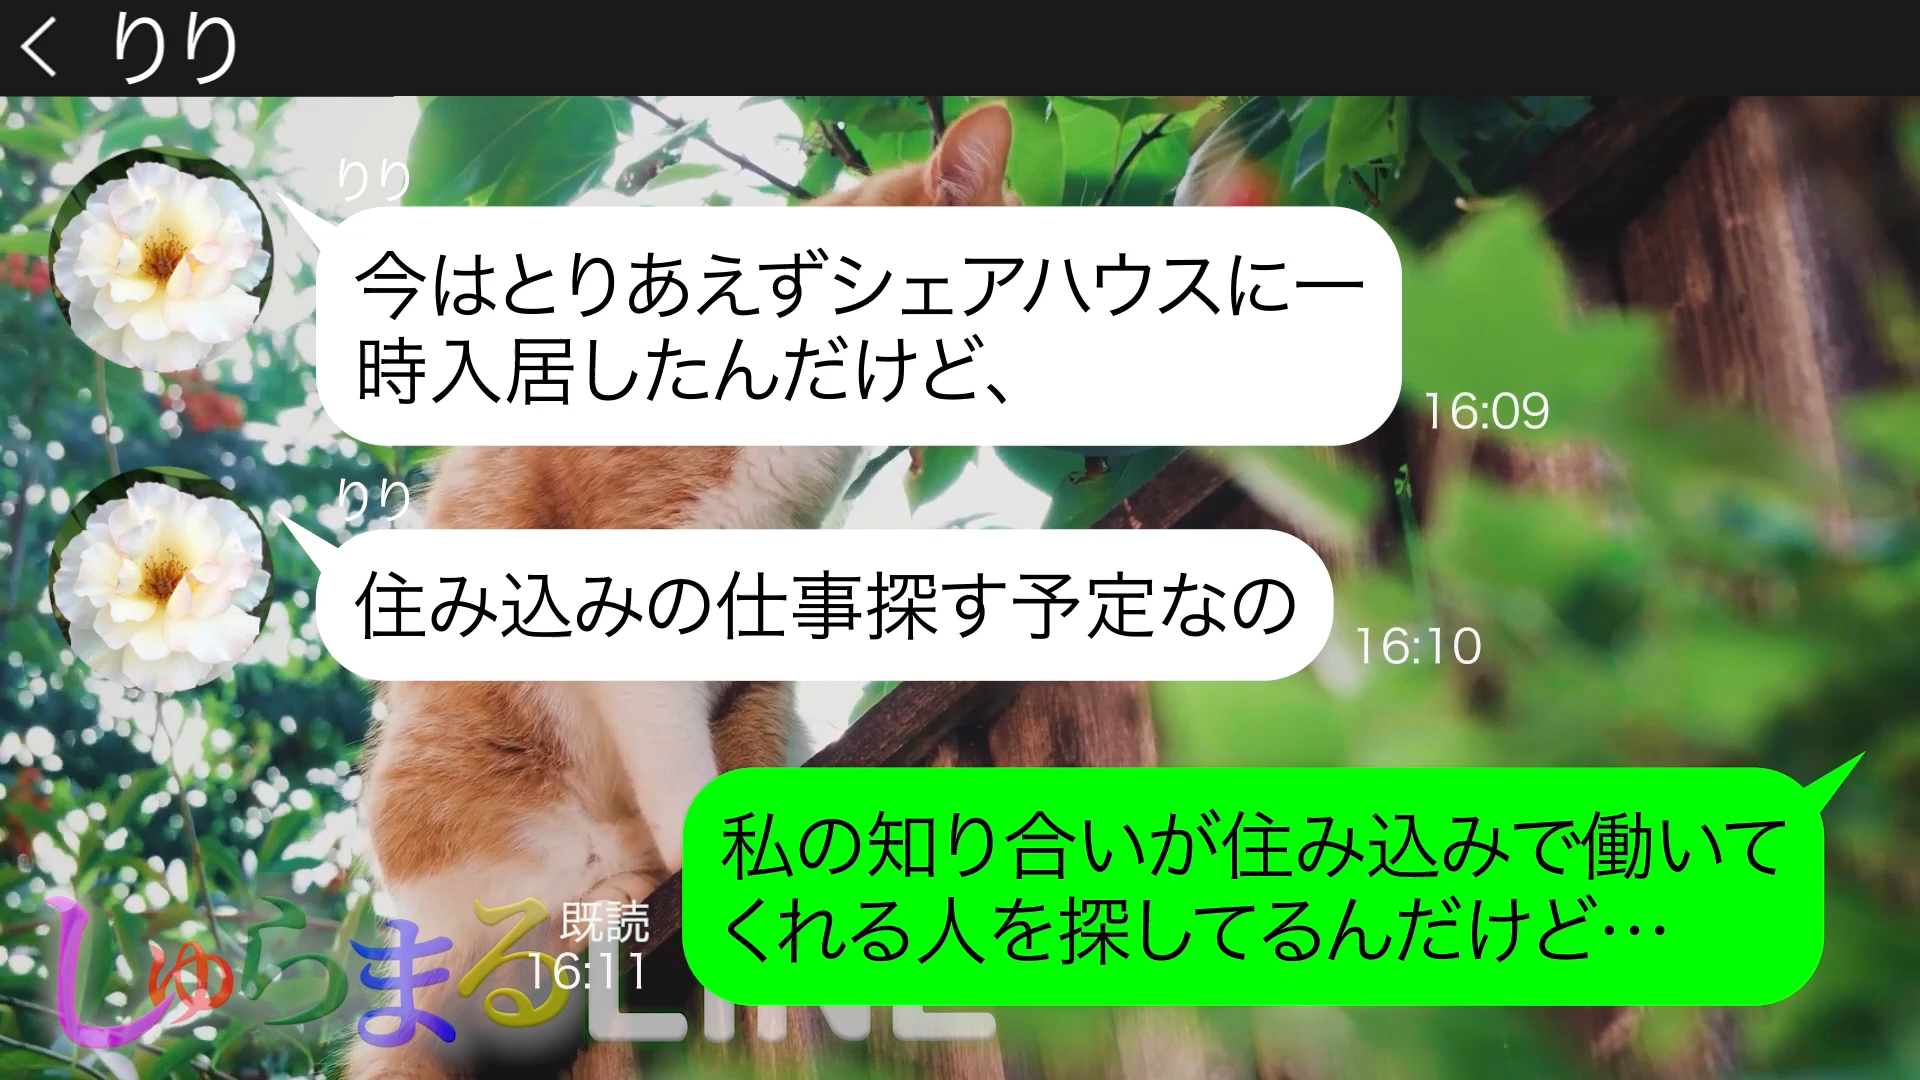 りり
りり
今はとりあえずシェアハウスに一
時入居したんだけど、
16:09
りり
住み込みの仕事探す予定なの
16:10
私の知り合いが住み込みで働いて
くれる人を探してるんだけど…
既読
16:11
しゅらまるLINE